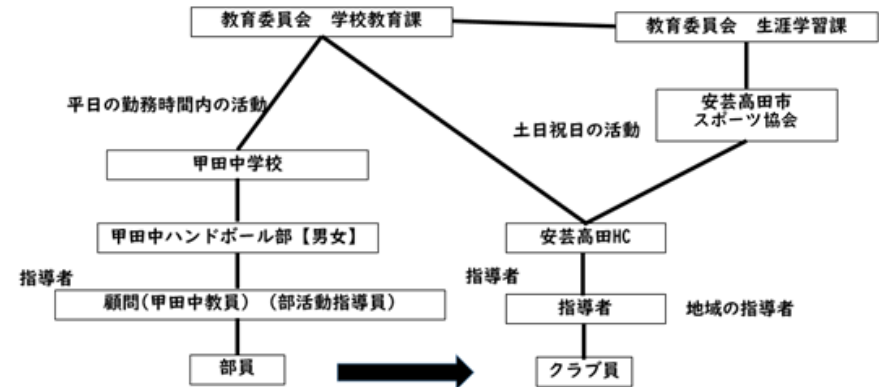 教育委員会　学校教育課
教育委員会　生涯学習課
平日の勤務時間内の活動
安芸高田市
スポーツ協会
土日祝日の活動
甲田中学校
甲田中ハンドボール部【男女】
安芸高田HC
指導者
指導者
顧問(甲田中教員)（部活動指導員）
指導者
地域の指導者
部員
クラブ員